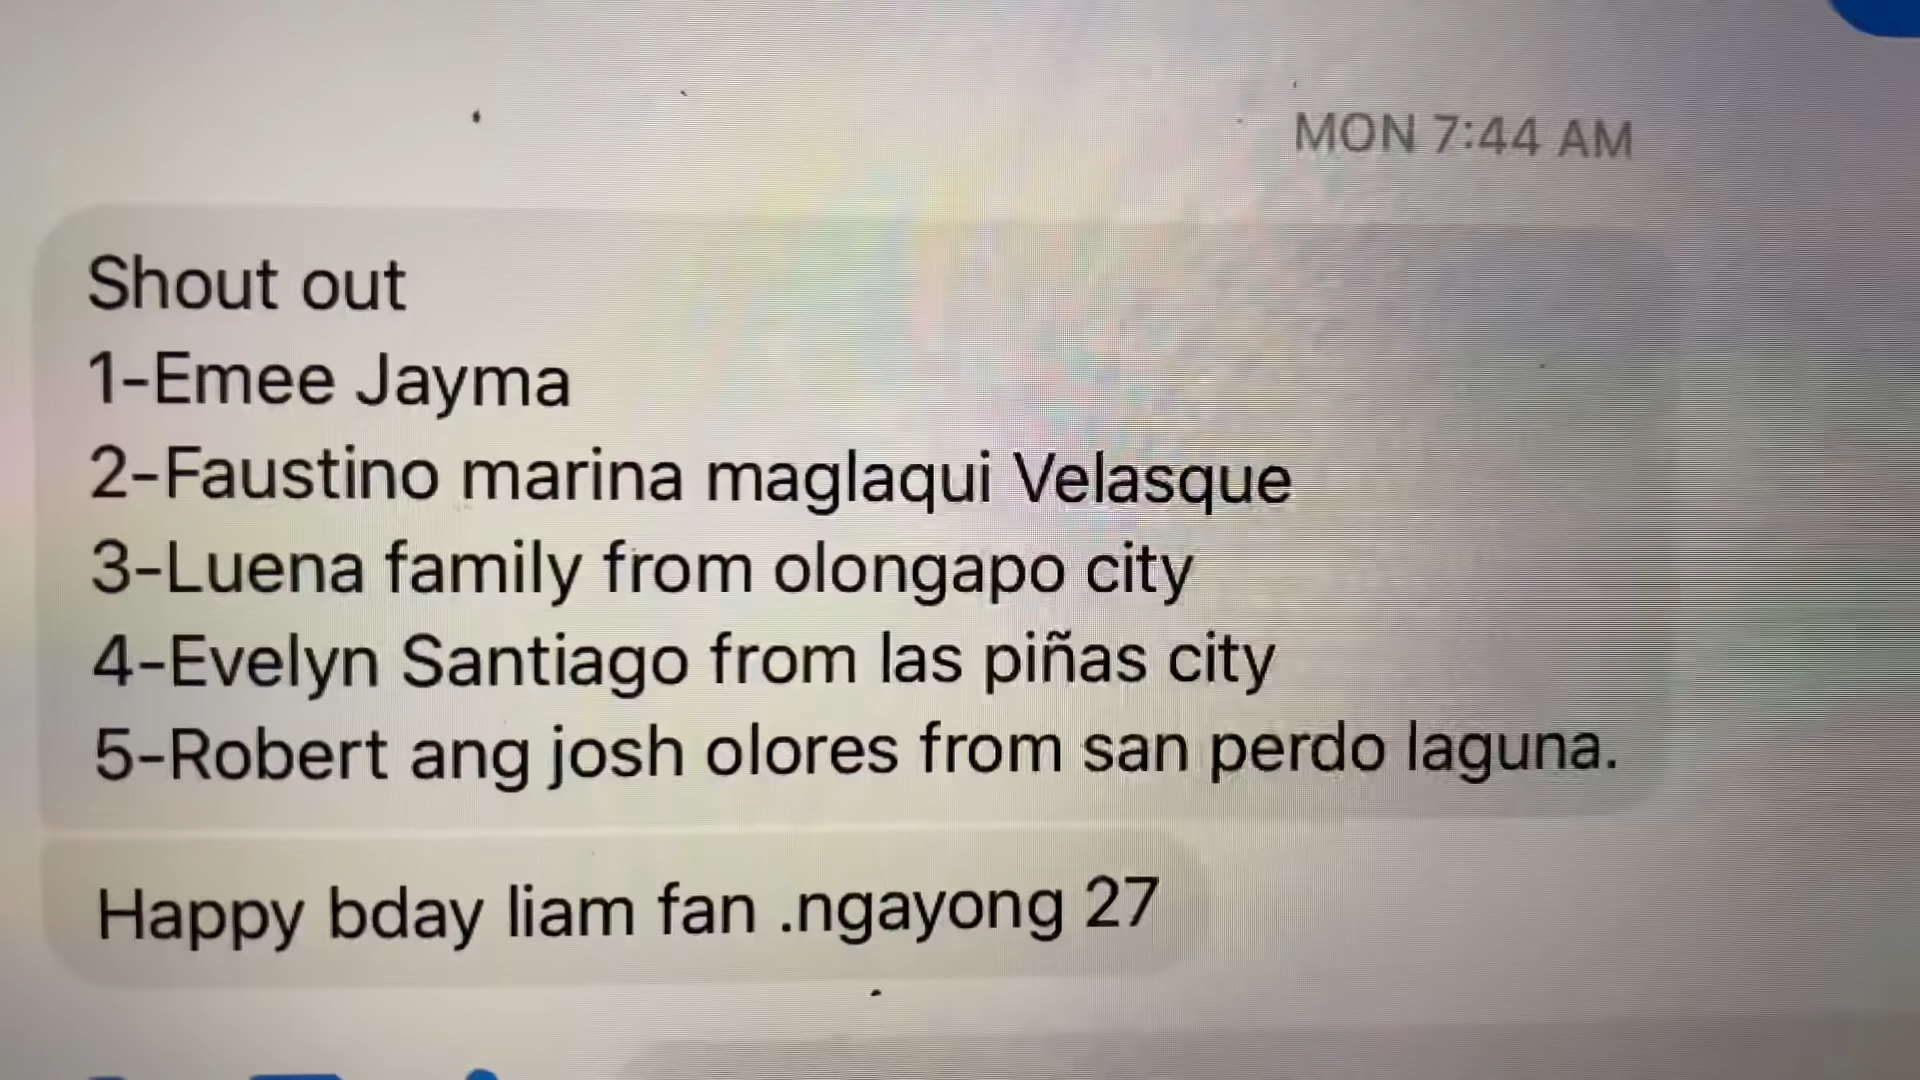 MON 7:44 AM
Shout out
1-Emee Jayma
2-Faustino marina maglaqui Velasque
3-Luena family from olongapo city
4-Evelyn Santiago from las piñas city
5-Robert ang josh olores from san perdo laguna.
Happy bday liam fan .ngayong 27